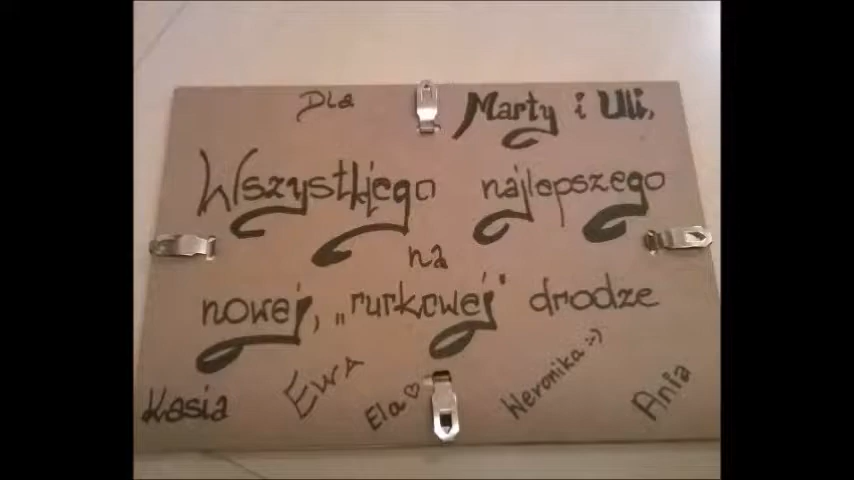 Dla Marty i Uli,
Wszystkiego najlepszego
na
nowej, „rurkowej” drodze
Kasia Ewa Ela♡ Weronika :-) Ania